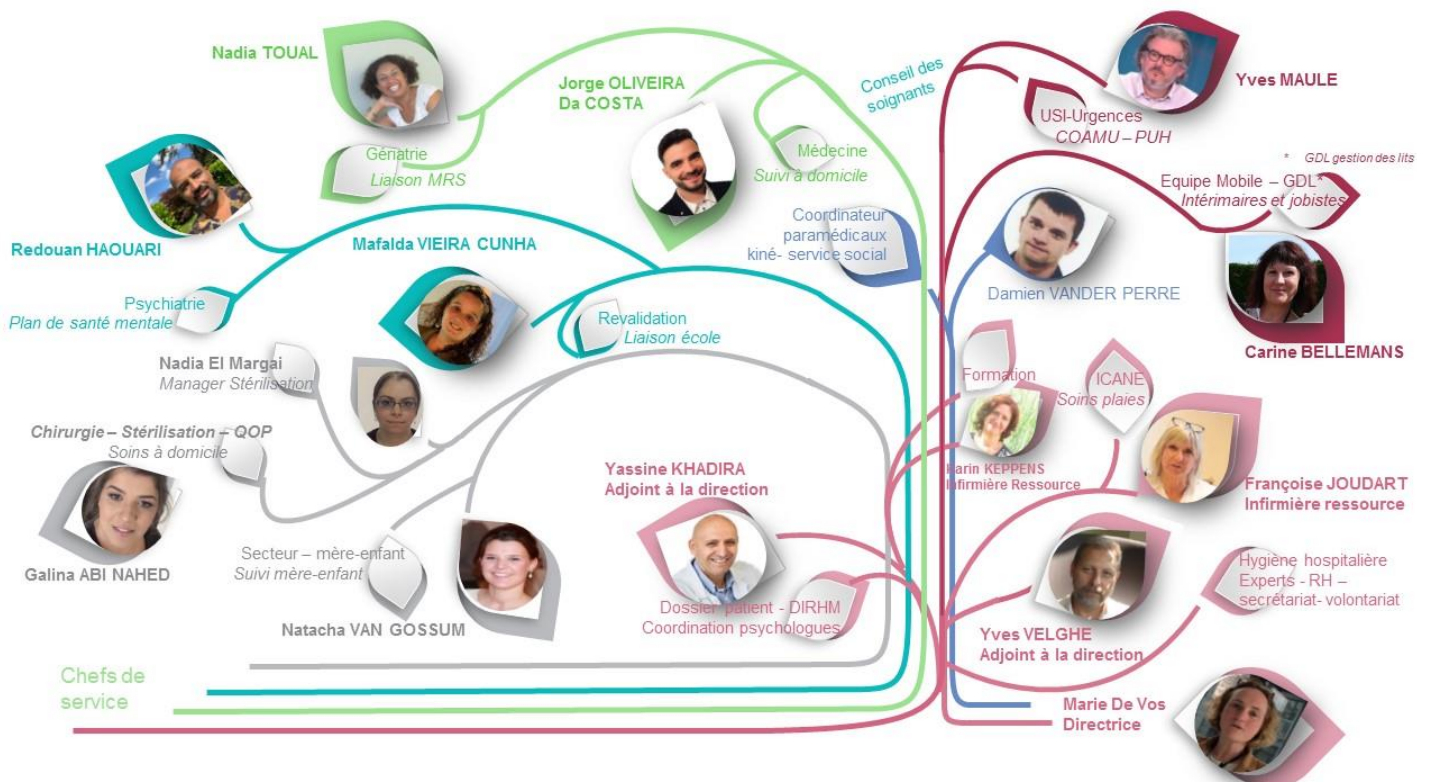 Nadia TOUAL
Gériatrie
Liaison MRS
Jorge OLIVEIRA
Da COSTA
Médecine
Suivi à domicile
Conseil des
soignants
Yves MAULE
USI-Urgences
COAMU – PUH
* GDL gestion des lits
Equipe Mobile – GDL*
Intérimaires et jobistes
Carine BELLEMANS
Redouan HAOUARI
Psychiatrie
Plan de santé mentale
Mafalda VIEIRA CUNHA
Revalidation
Liaison école
Coordinateur
paramédicaux
kiné- service social
Damien VANDER PERRE
Nadia El Margai
Manager Stérilisation
Chirurgie – Stérilisation – QOP
Soins à domicile
Galina ABI NAHED
Secteur – mère-enfant
Suivi mère-enfant
Natacha VAN GOSSUM
Yassine KHADIRA
Adjoint à la direction
Dossier patient - DIRHM
Coordination psychologues
Formation
Karin KEPPENS
Infirmière Ressource
ICANE
Soins plaies
Françoise JOUDART
Infirmière ressource
Hygiène hospitalière
Experts - RH –
secrétariat- volontariat
Yves VELGHE
Adjoint à la direction
Marie De Vos
Directrice
Chefs de
service